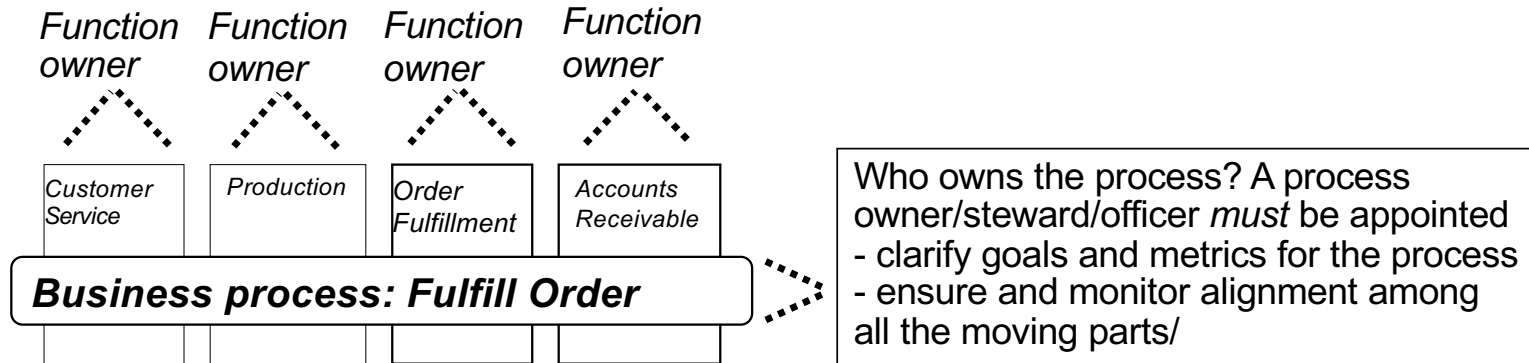 Function owner
Function owner
Function owner
Function owner
Customer
Service
Production
Order
Fulfillment
Accounts
Receivable
Business process: Fulfill Order
Who owns the process? A process
owner/steward/officer must be appointed
- clarify goals and metrics for the process
- ensure and monitor alignment among
all the moving parts/